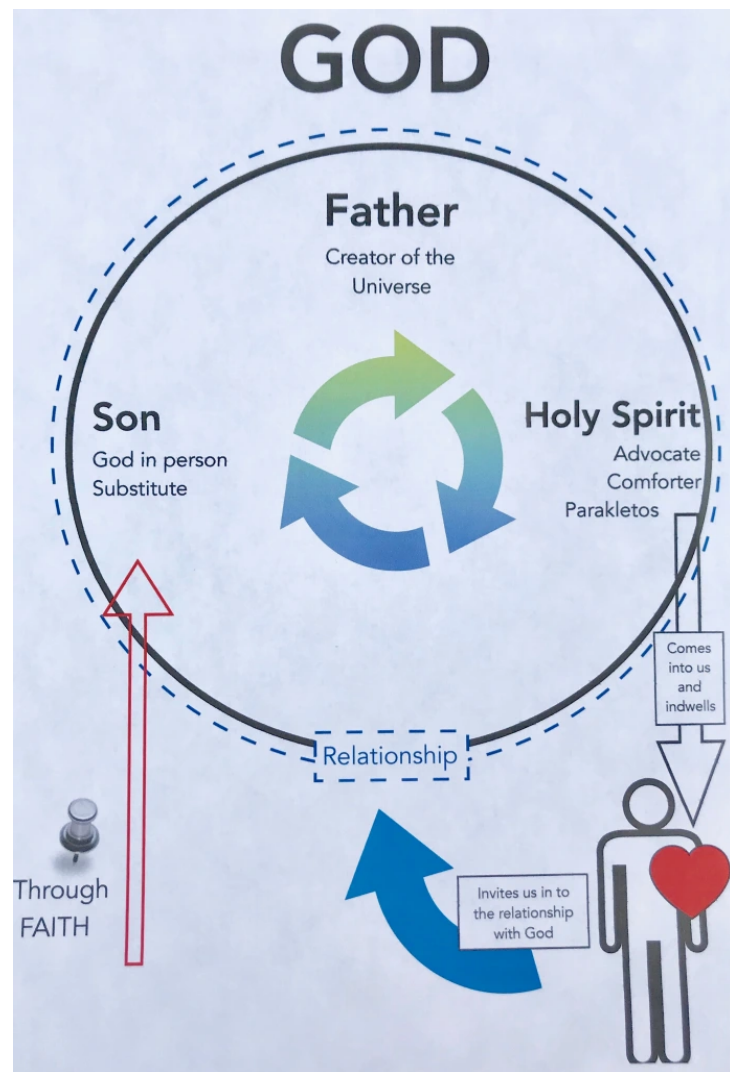 GOD
Father
Creator of the
Universe
Son
God in person
Substitute
Holy Spirit
Advocate
Comforter
Parakletos
Comes
into us
and
indwells
Relationship
Through
FAITH
Invites us in to
the relationship
with God